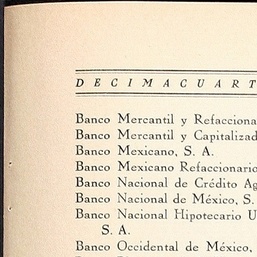 DECIMACUART
Banco Mercantil y Refacciona
Banco Mercantil y Capitalizad
Banco Mexicano, S. A.
Banco Mexicano Refaccionario
Banco Nacional de Crédito Ag
Banco Nacional de México, S.
Banco Nacional Hipotecario U
S. A.
Banco Occidental de México,